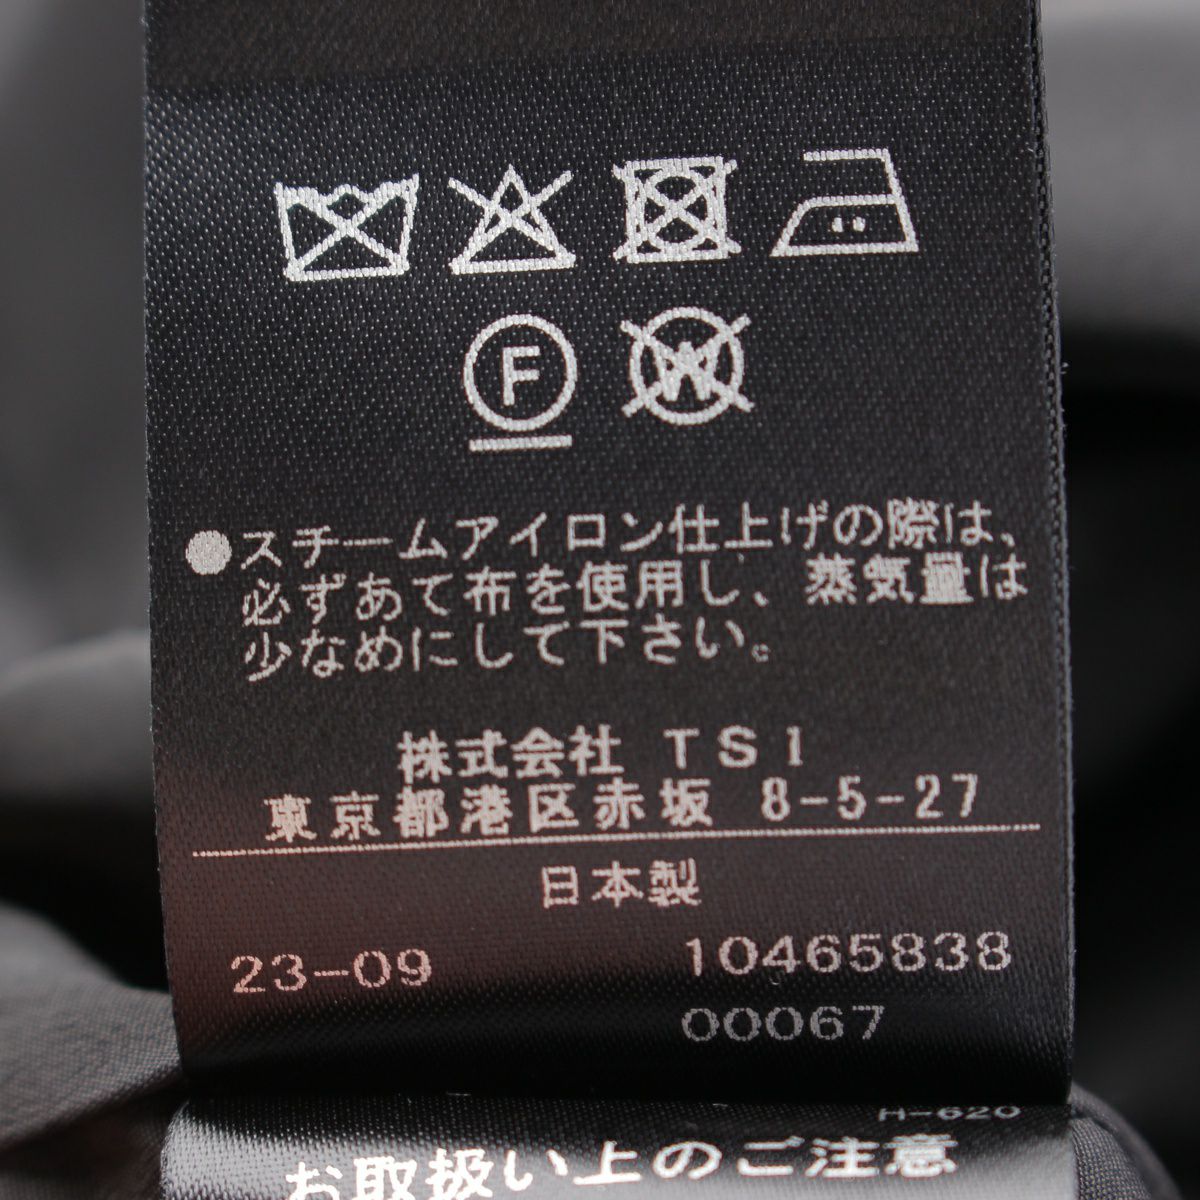 F W
●スチームアイロン仕上げの際は、
必ずあて布を使用し、蒸気量は
少なめにして下さい。
株式会社 TSI
東京都港区赤坂 8-5-27
日本製
23-09 10465838
00067
H-620
お取扱い上のご注意